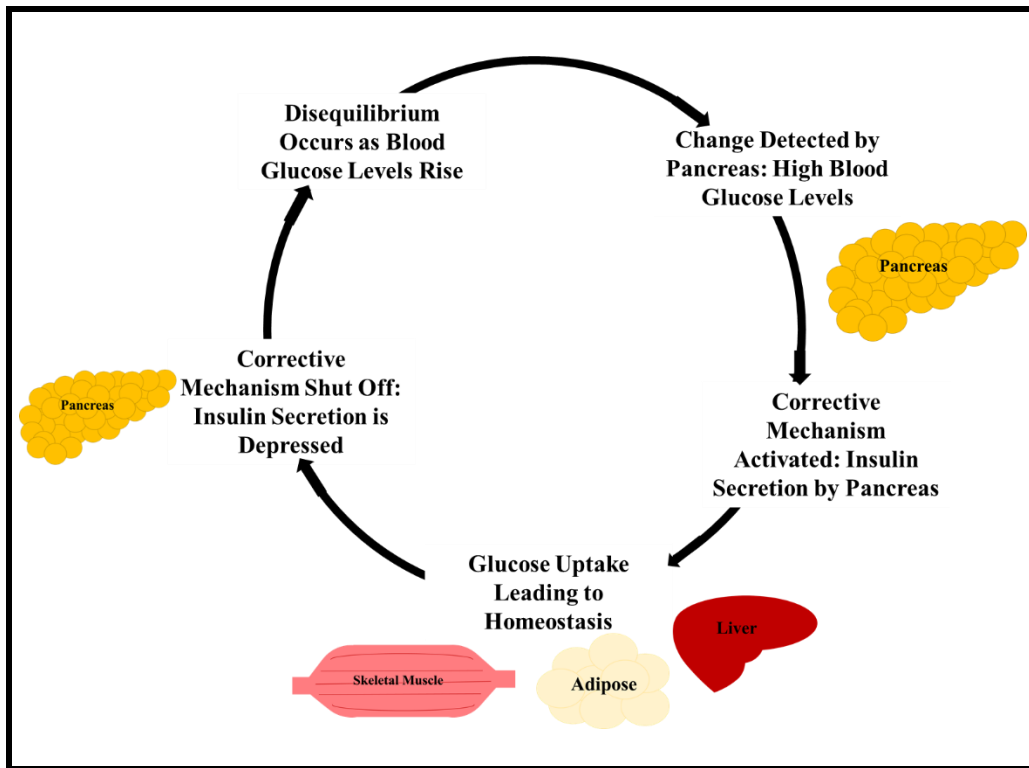 Disequilibrium
Occurs as Blood
Glucose Levels Rise
Change Detected by
Pancreas: High Blood
Glucose Levels
Pancreas
Corrective
Mechanism
Activated: Insulin
Secretion by Pancreas
Glucose Uptake
Leading to
Homeostasis
Liver
Adipose
Skeletal Muscle
Corrective
Mechanism Shut Off:
Insulin Secretion is
Depressed
Pancreas